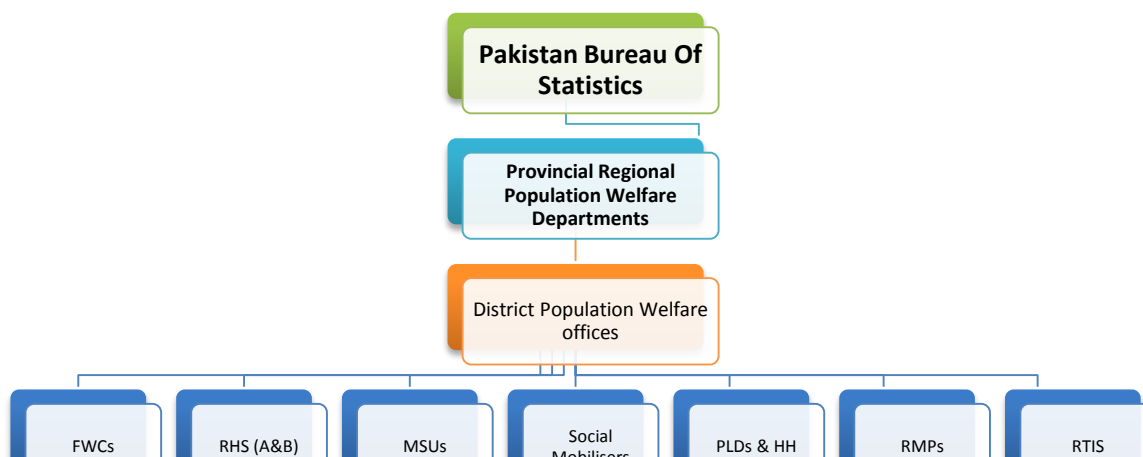 Pakistan Bureau Of
Statistics
Provincial Regional
Population Welfare
Departments
District Population Welfare
offices
FWCs
RHS (A&B)
MSUs
Social
Mobilisers
PLDs & HH
RMPs
RTIS